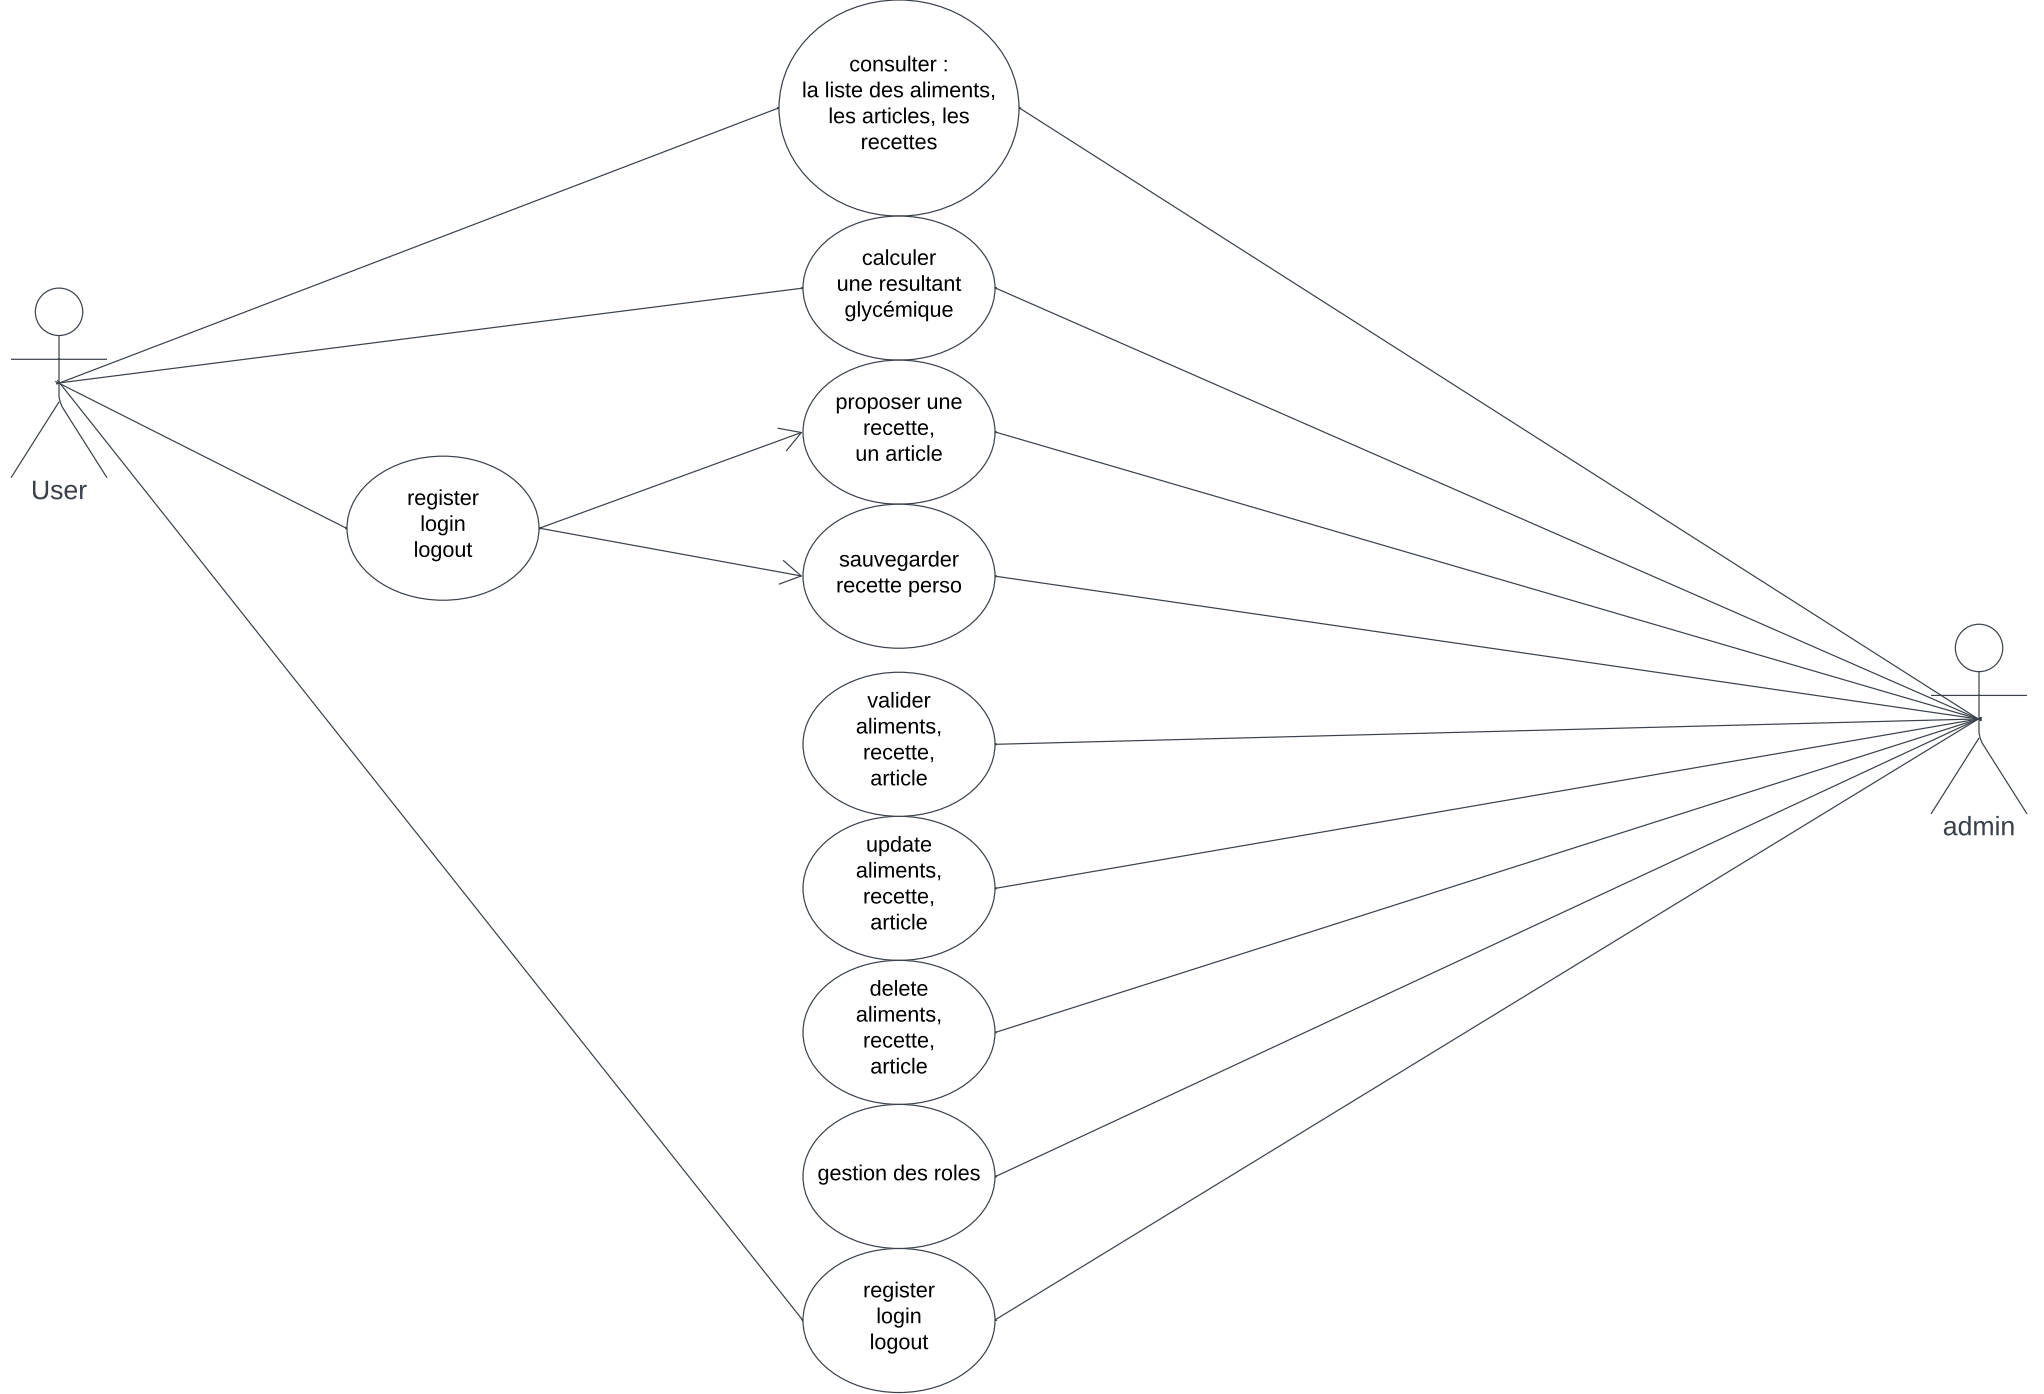 consulter :
la liste des aliments,
les articles, les
recettes
calculer
une resultant
glycémique
proposer une
recette,
un article
User
register
login
logout
sauvegarder
recette perso
valider
aliments,
recette,
article
admin
update
aliments,
recette,
article
delete
aliments,
recette,
article
gestion des roles
register
login
logout